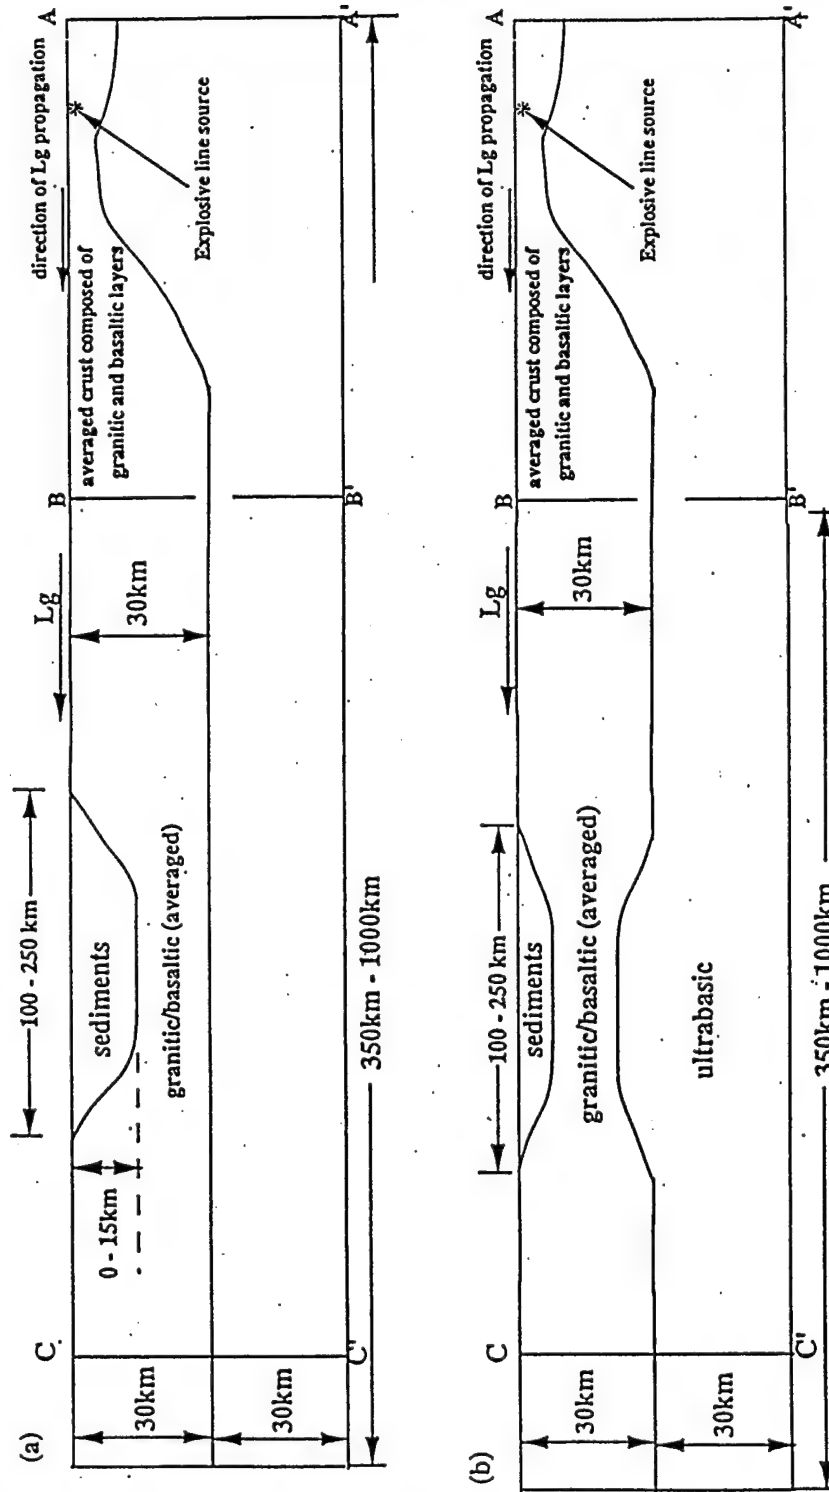 (a)
C
C'
30km
30km
0 - 15km
100 - 250 km
sediments
granitic/basaltic (averaged)
350km - 1000km
Lg
30km
B
B'
averaged crust composed of
granitic and basaltic layers
direction of Lg propagation
Explosive line source
*
A
A'
(b)
C
C'
30km
30km
100 - 250 km
sediments
granitic/basaltic (averaged)
ultrabasic
350km - 1000km
Lg
30km
B
B'
averaged crust composed of
granitic and basaltic layers
direction of Lg propagation
Explosive line source
*
A
A'